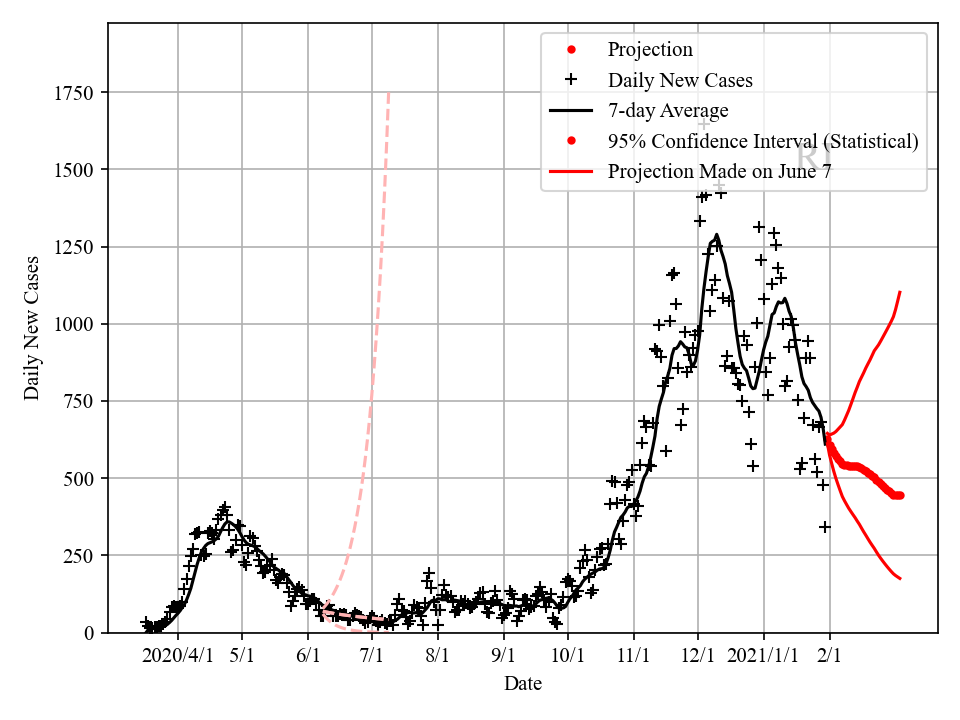 Projection
Daily New Cases
7-day Average
95% Confidence Interval (Statistical)
Projection Made on June 7
RI
1750
1500
1250
1000
750
500
250
0
Daily New Cases
2020/4/1 5/1 6/1 7/1 8/1 9/1 10/1 11/1 12/1 2021/1/1 2/1
Date